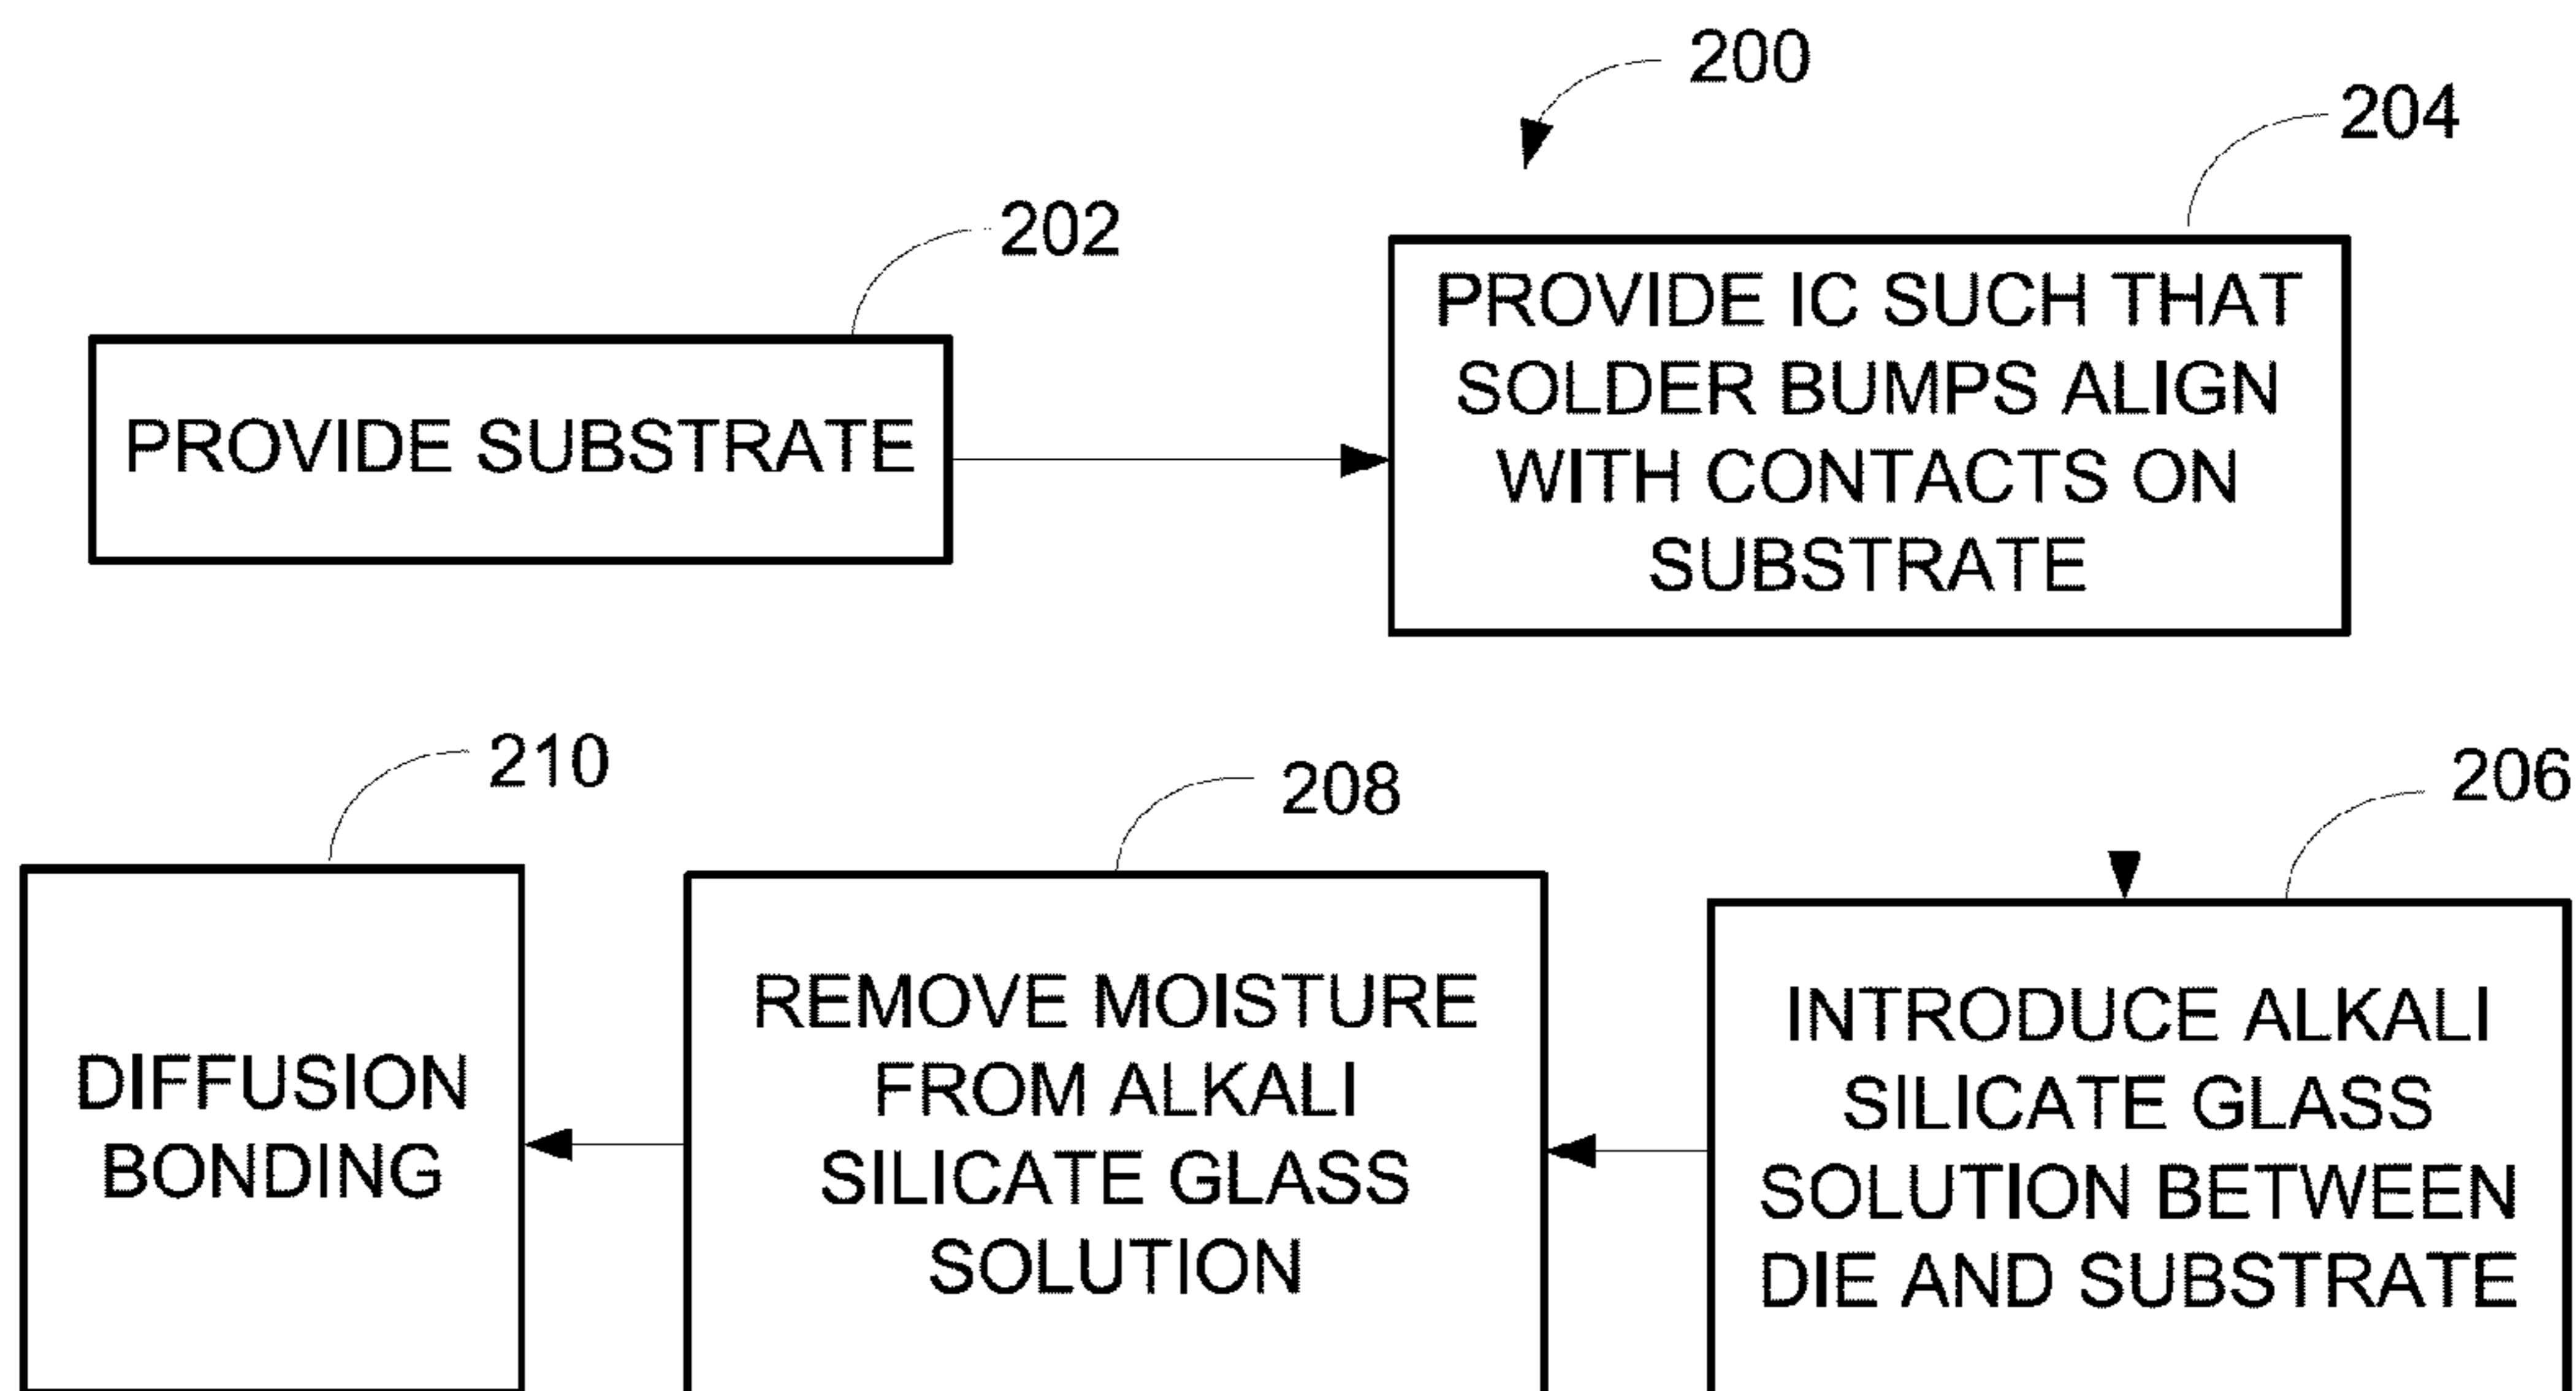 200
204
202
PROVIDE SUBSTRATE
PROVIDE IC SUCH THAT
SOLDER BUMPS ALIGN
WITH CONTACTS ON
SUBSTRATE
210
208
206
DIFFUSION
BONDING
REMOVE MOISTURE
FROM ALKALI
SILICATE GLASS
SOLUTION
INTRODUCE ALKALI
SILICATE GLASS
SOLUTION BETWEEN
DIE AND SUBSTRATE